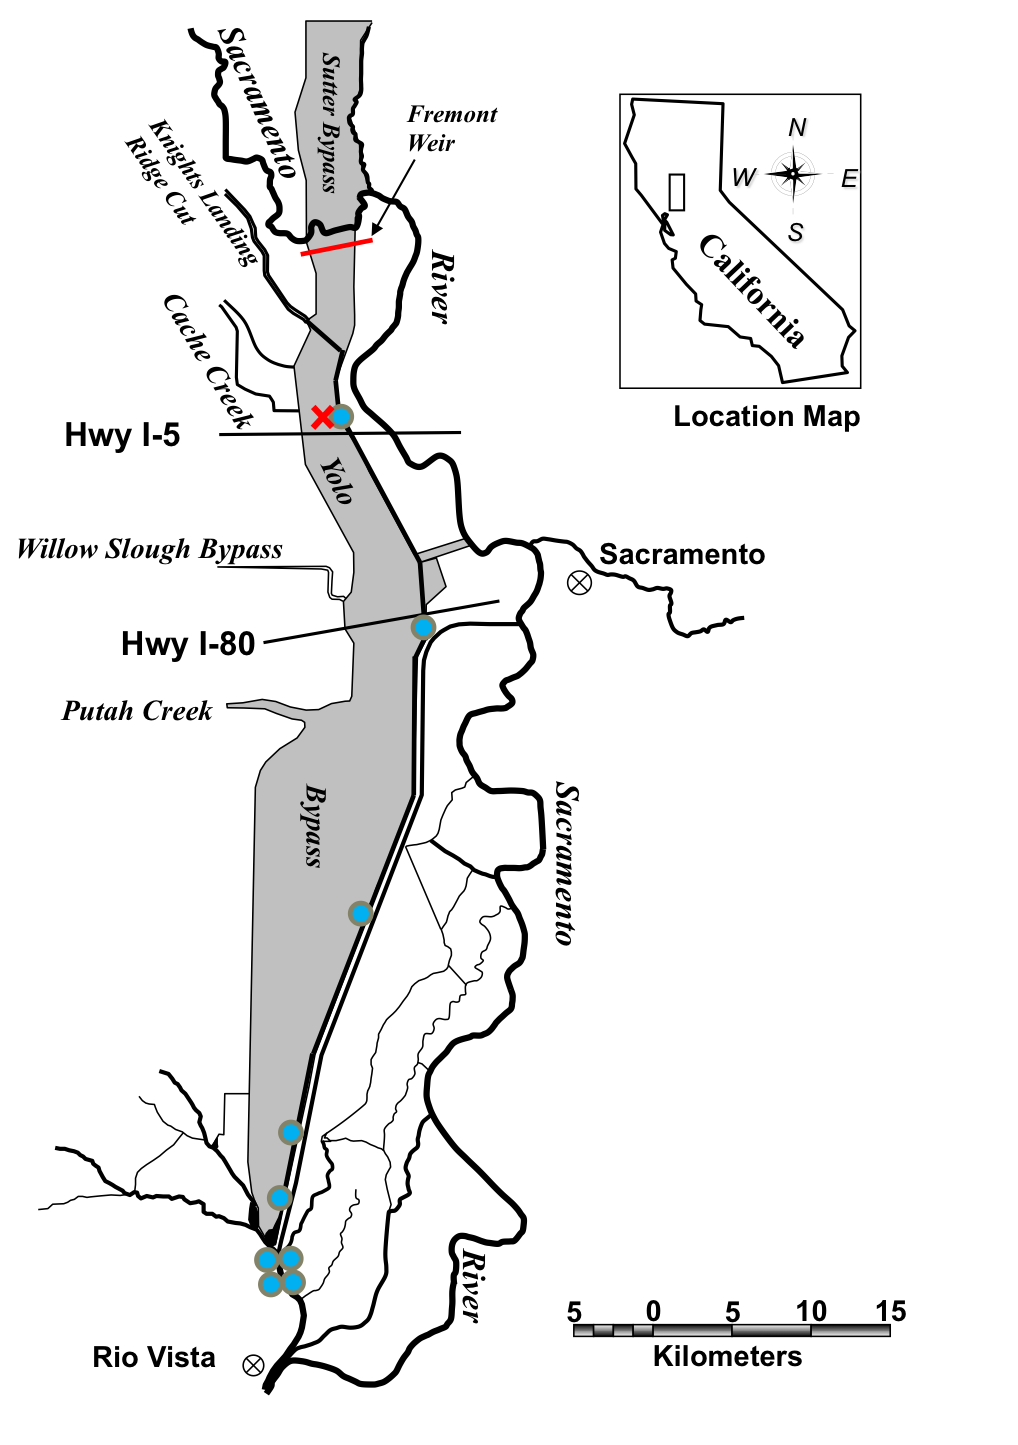 Sacramento
Sutter Bypass
Fremont
Weir
Knights Landing
Ridge Cut
River
Cache Creek
Hwy I-5
Yolo
Willow Slough Bypass
Sacramento
Hwy I-80
Putah Creek
Bypass
Sacramento
River
Rio Vista
N
W
E
S
California
Location Map
5 0 5 10 15
Kilometers